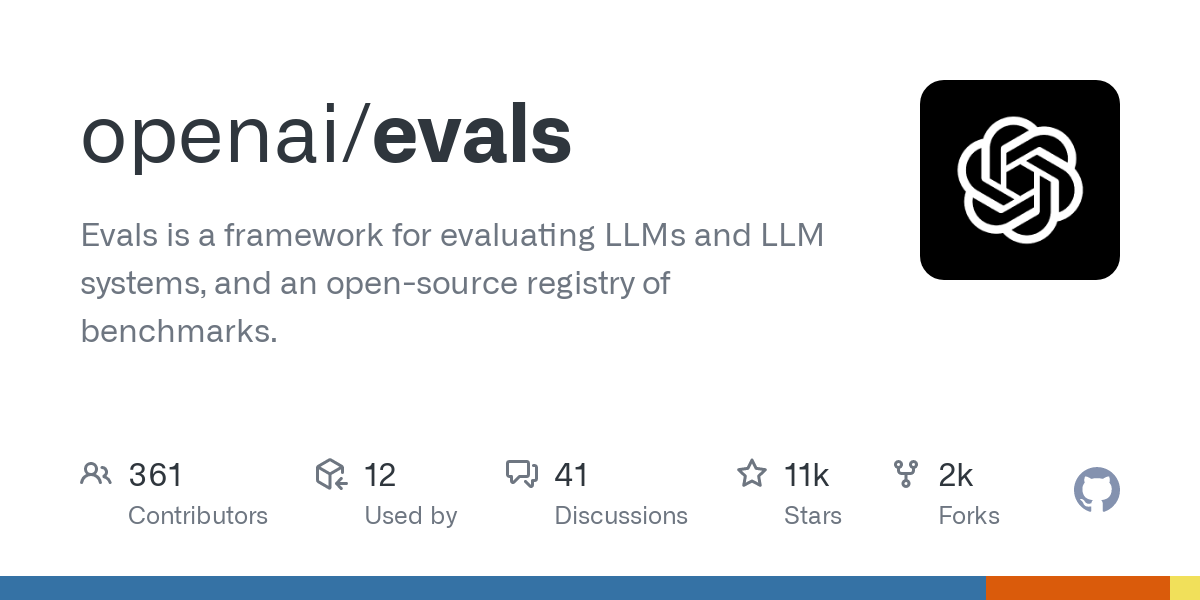 openai/evals
Evals is a framework for evaluating LLMs and LLM
systems, and an open-source registry of
benchmarks.
361 12 41 11k 2k
Contributors Used by Discussions Stars Forks